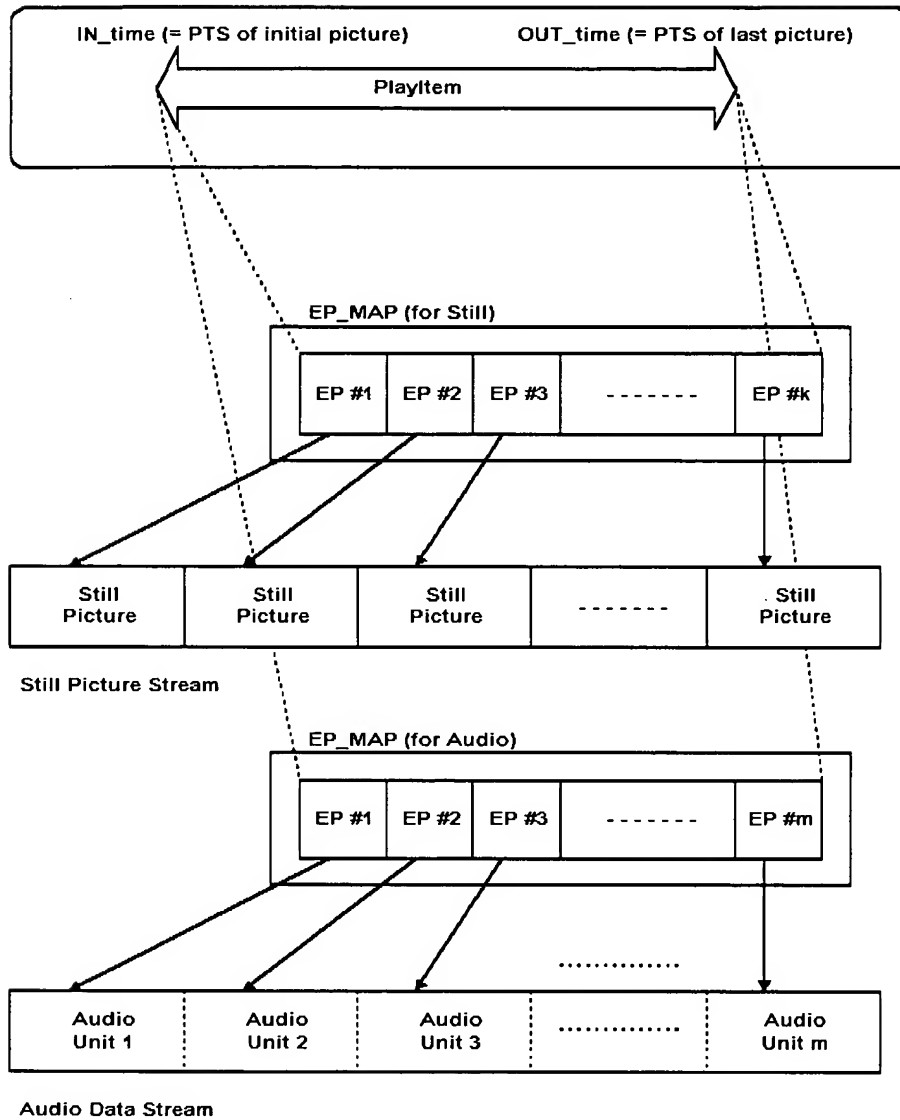 IN_time (= PTS of initial picture) OUT_time (= PTS of last picture)
PlayItem
EP_MAP (for Still)
EP #1 EP #2 EP #3 EP #k
Still Picture Still Picture Still Picture Still Picture
Still Picture Stream
EP_MAP (for Audio)
EP #1 EP #2 EP #3 EP #m
Audio Unit 1 Audio Unit 2 Audio Unit 3 Audio Unit m
Audio Data Stream